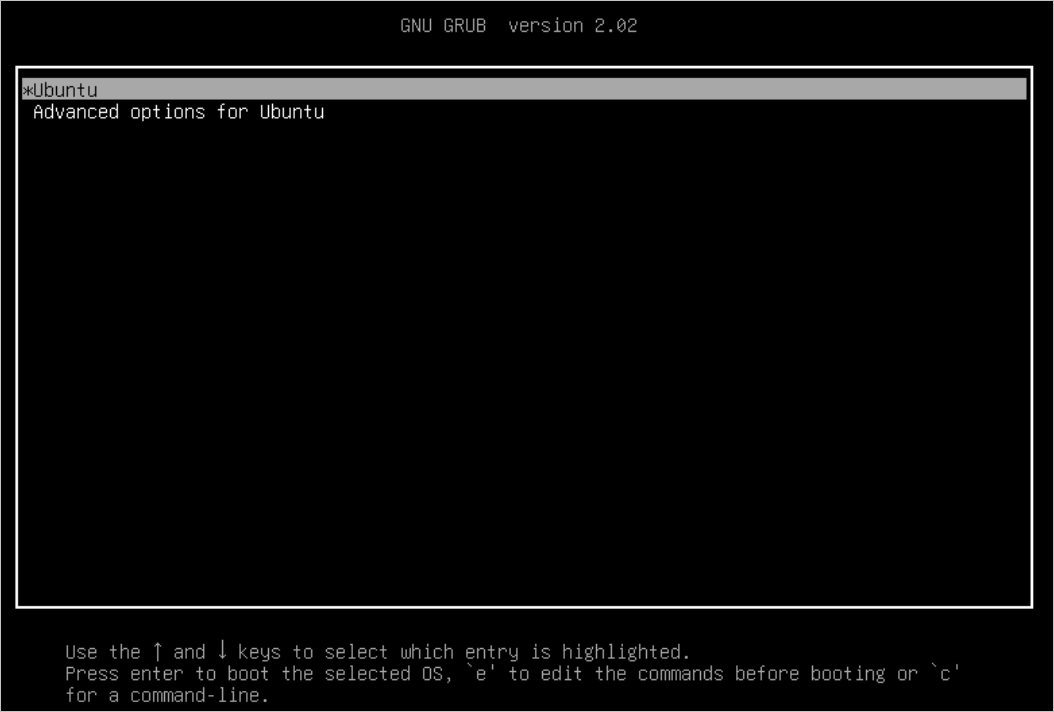 GNU GRUB  version 2.02
*Ubuntu
Advanced options for Ubuntu
Use the ↑ and ↓ keys to select which entry is highlighted.
Press enter to boot the selected OS, `e' to edit the commands before booting or `c'
for a command-line.